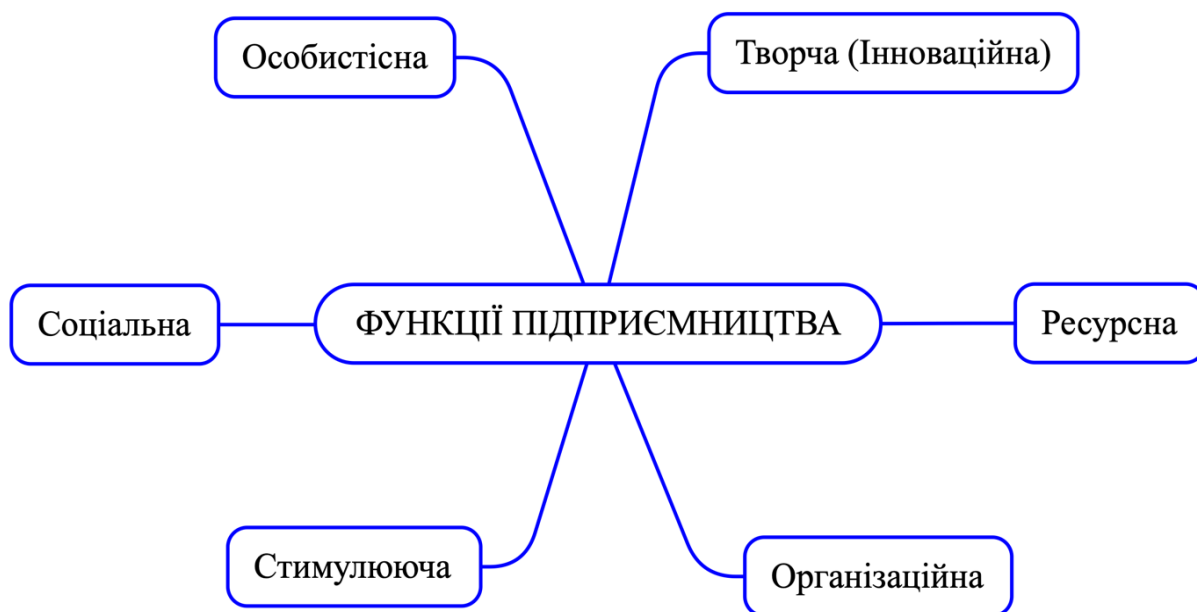 Особистісна
Творча (Інноваційна)
Соціальна
ФУНКЦІЇ ПІДПРИЄМНИЦТВА
Ресурсна
Стимулююча
Організаційна